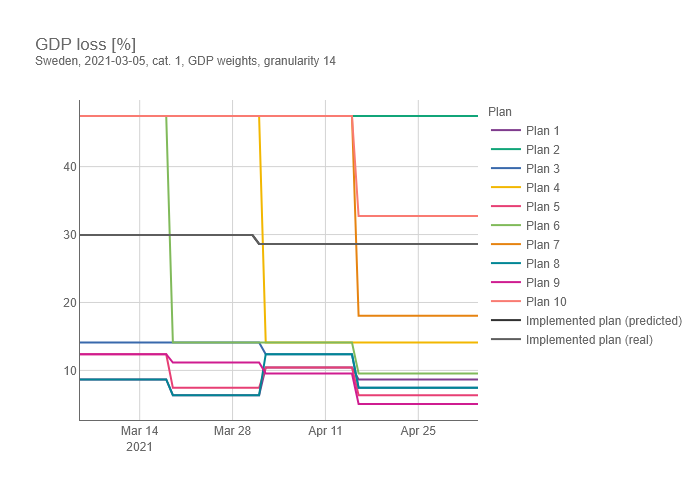 GDP loss [%]
Sweden, 2021-03-05, cat. 1, GDP weights, granularity 14
Plan
Plan 1
Plan 2
Plan 3
Plan 4
Plan 5
Plan 6
Plan 7
Plan 8
Plan 9
Plan 10
Implemented plan (predicted)
Implemented plan (real)
40
30
20
10
Mar 14
2021
Mar 28
Apr 11
Apr 25